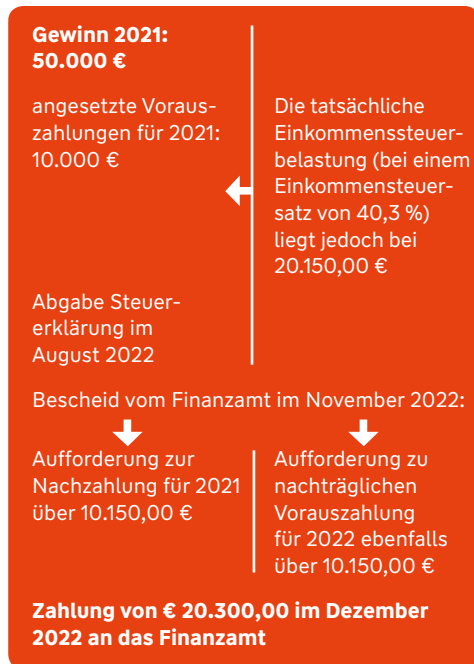 Gewinn 2021:
50.000 €
angesetzte Voraus-
zahlungen für 2021:
10.000 €
Die tatsächliche
Einkommenssteuer-
belastung (bei einem
Einkommensteuer-
satz von 40,3 %)
liegt jedoch bei
20.150,00 €
Abgabe Steuer-
erklärung im
August 2022
Bescheid vom Finanzamt im November 2022:
Aufforderung zur
Nachzahlung für 2021
über 10.150,00 €
Aufforderung zu
nachträglichen
Vorauszahlung
für 2022 ebenfalls
über 10.150,00 €
Zahlung von € 20.300,00 im Dezember
2022 an das Finanzamt